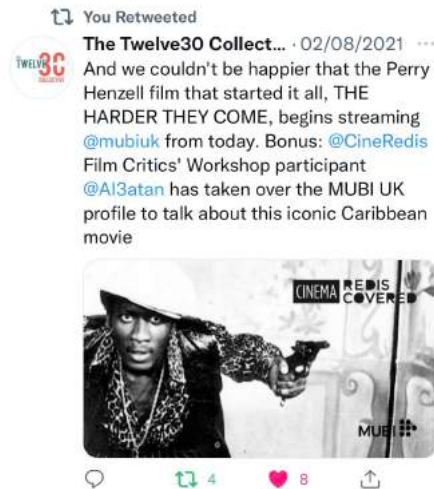 You Retweeted
The Twelve30 Collect... · 02/08/2021 ···
TWELVE30
COLLECTIVE
And we couldn't be happier that the Perry
Henzell film that started it all, THE
HARDER THEY COME, begins streaming
@mubiuk from today. Bonus: @CineRedis
Film Critics' Workshop participant
@Al3atan has taken over the MUBI UK
profile to talk about this iconic Caribbean
movie
CINEMA REDIS
COVERED
MUBI
4 8